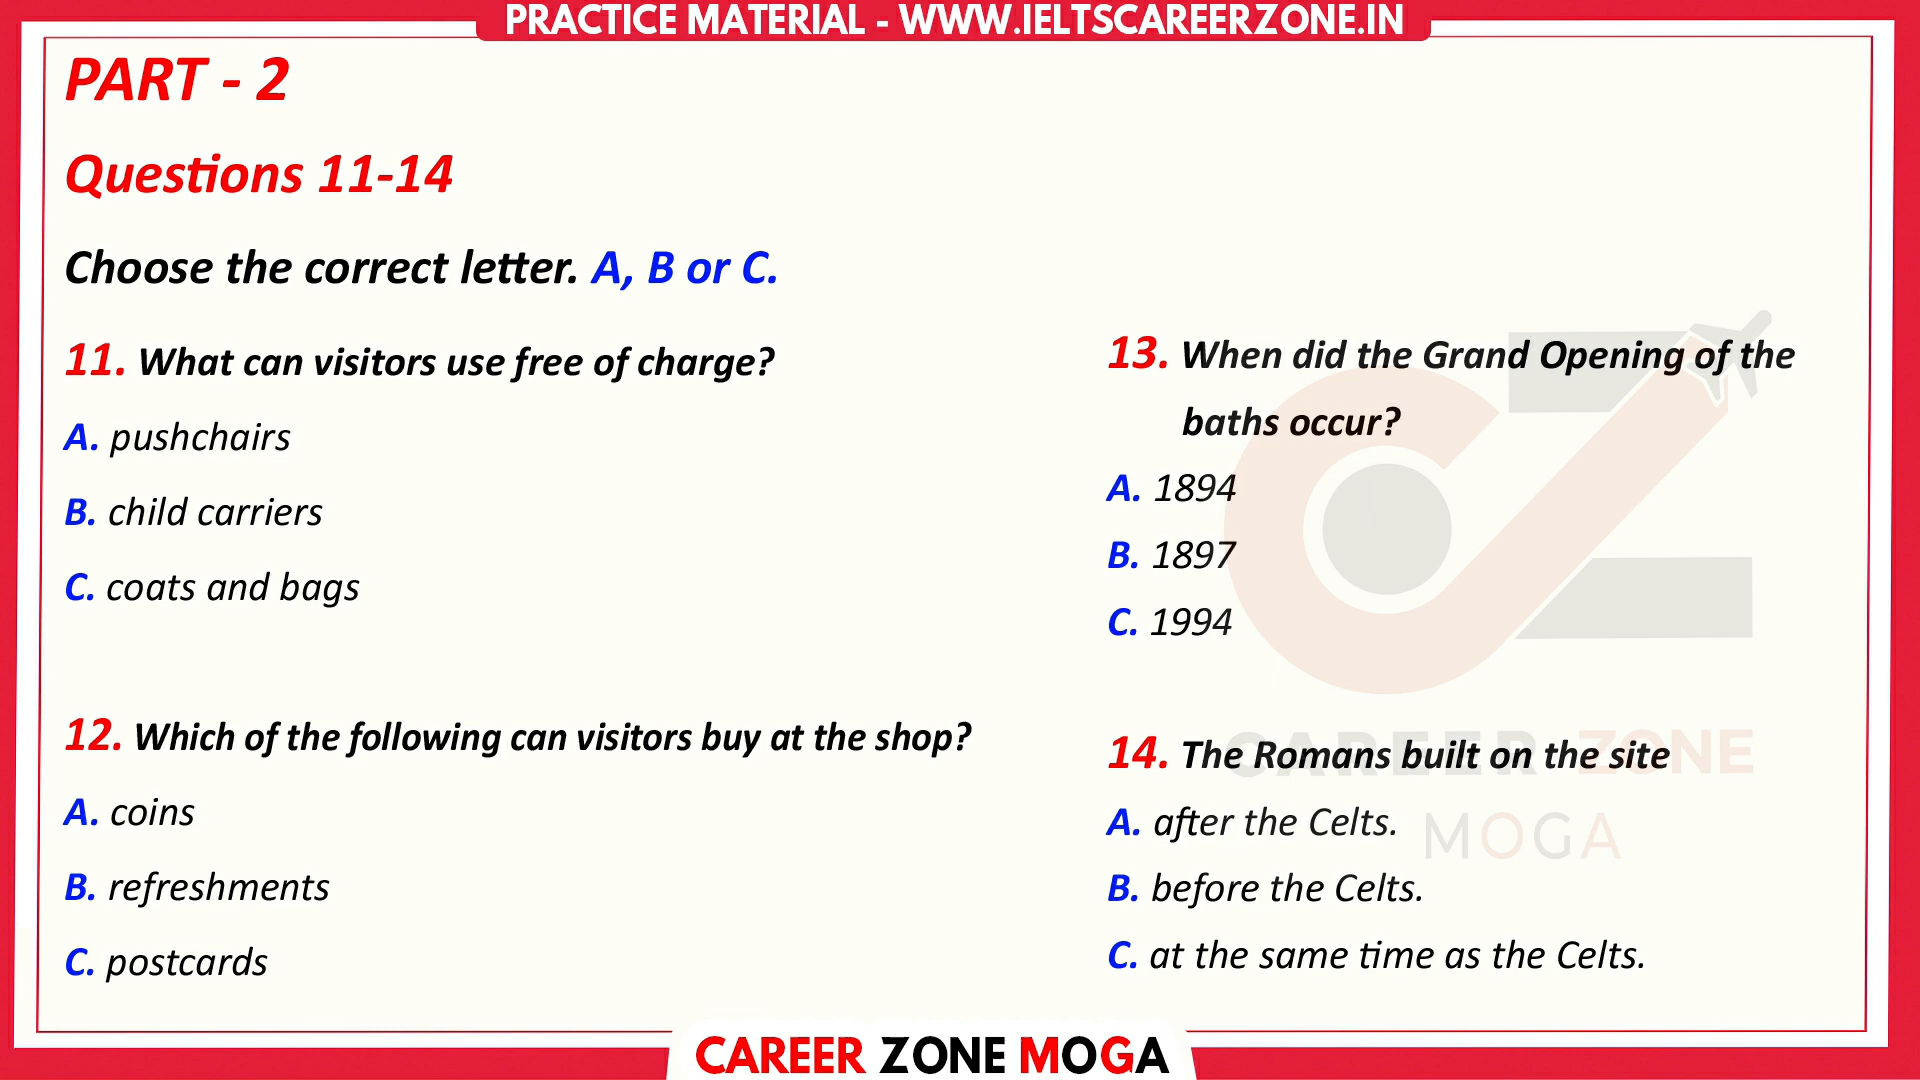 PRACTICE MATERIAL - WWW.IELTSCAREERZONE.IN
PART - 2
Questions 11-14
Choose the correct letter. A, B or C.
11. What can visitors use free of charge?
A. pushchairs
B. child carriers
C. coats and bags
12. Which of the following can visitors buy at the shop?
A. coins
B. refreshments
C. postcards
13. When did the Grand Opening of the
baths occur?
A. 1894
B. 1897
C. 1994
14. The Romans built on the site
A. after the Celts.
B. before the Celts.
C. at the same time as the Celts.
CAREER ZONE
MOGA
CAREER ZONE MOGA